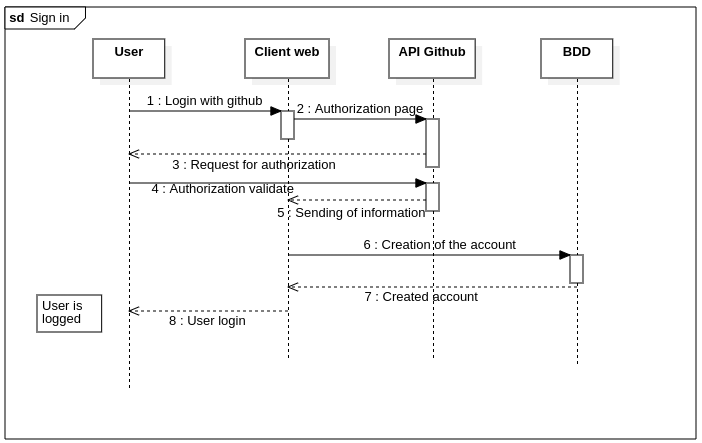 sd Sign in
User
Client web
API Github
BDD
1 : Login with github
2 : Authorization page
3 : Request for authorization
4 : Authorization validate
5 : Sending of information
6 : Creation of the account
7 : Created account
User is
logged
8 : User login